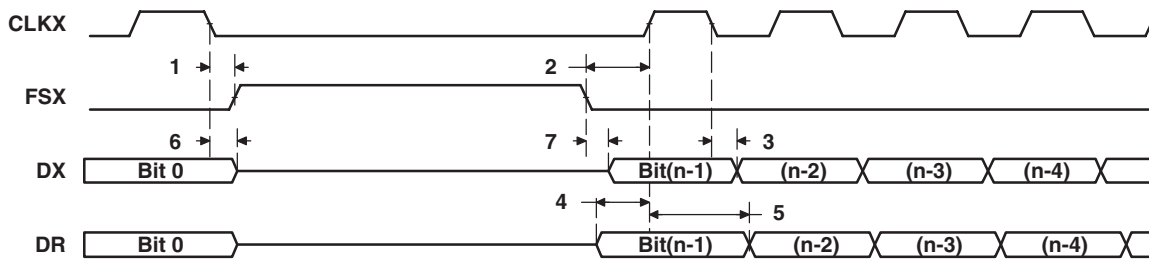 CLKX
1 2
FSX
6 7 3
DX Bit 0 Bit(n-1) (n-2) (n-3) (n-4)
4 5
DR Bit 0 Bit(n-1) (n-2) (n-3) (n-4)